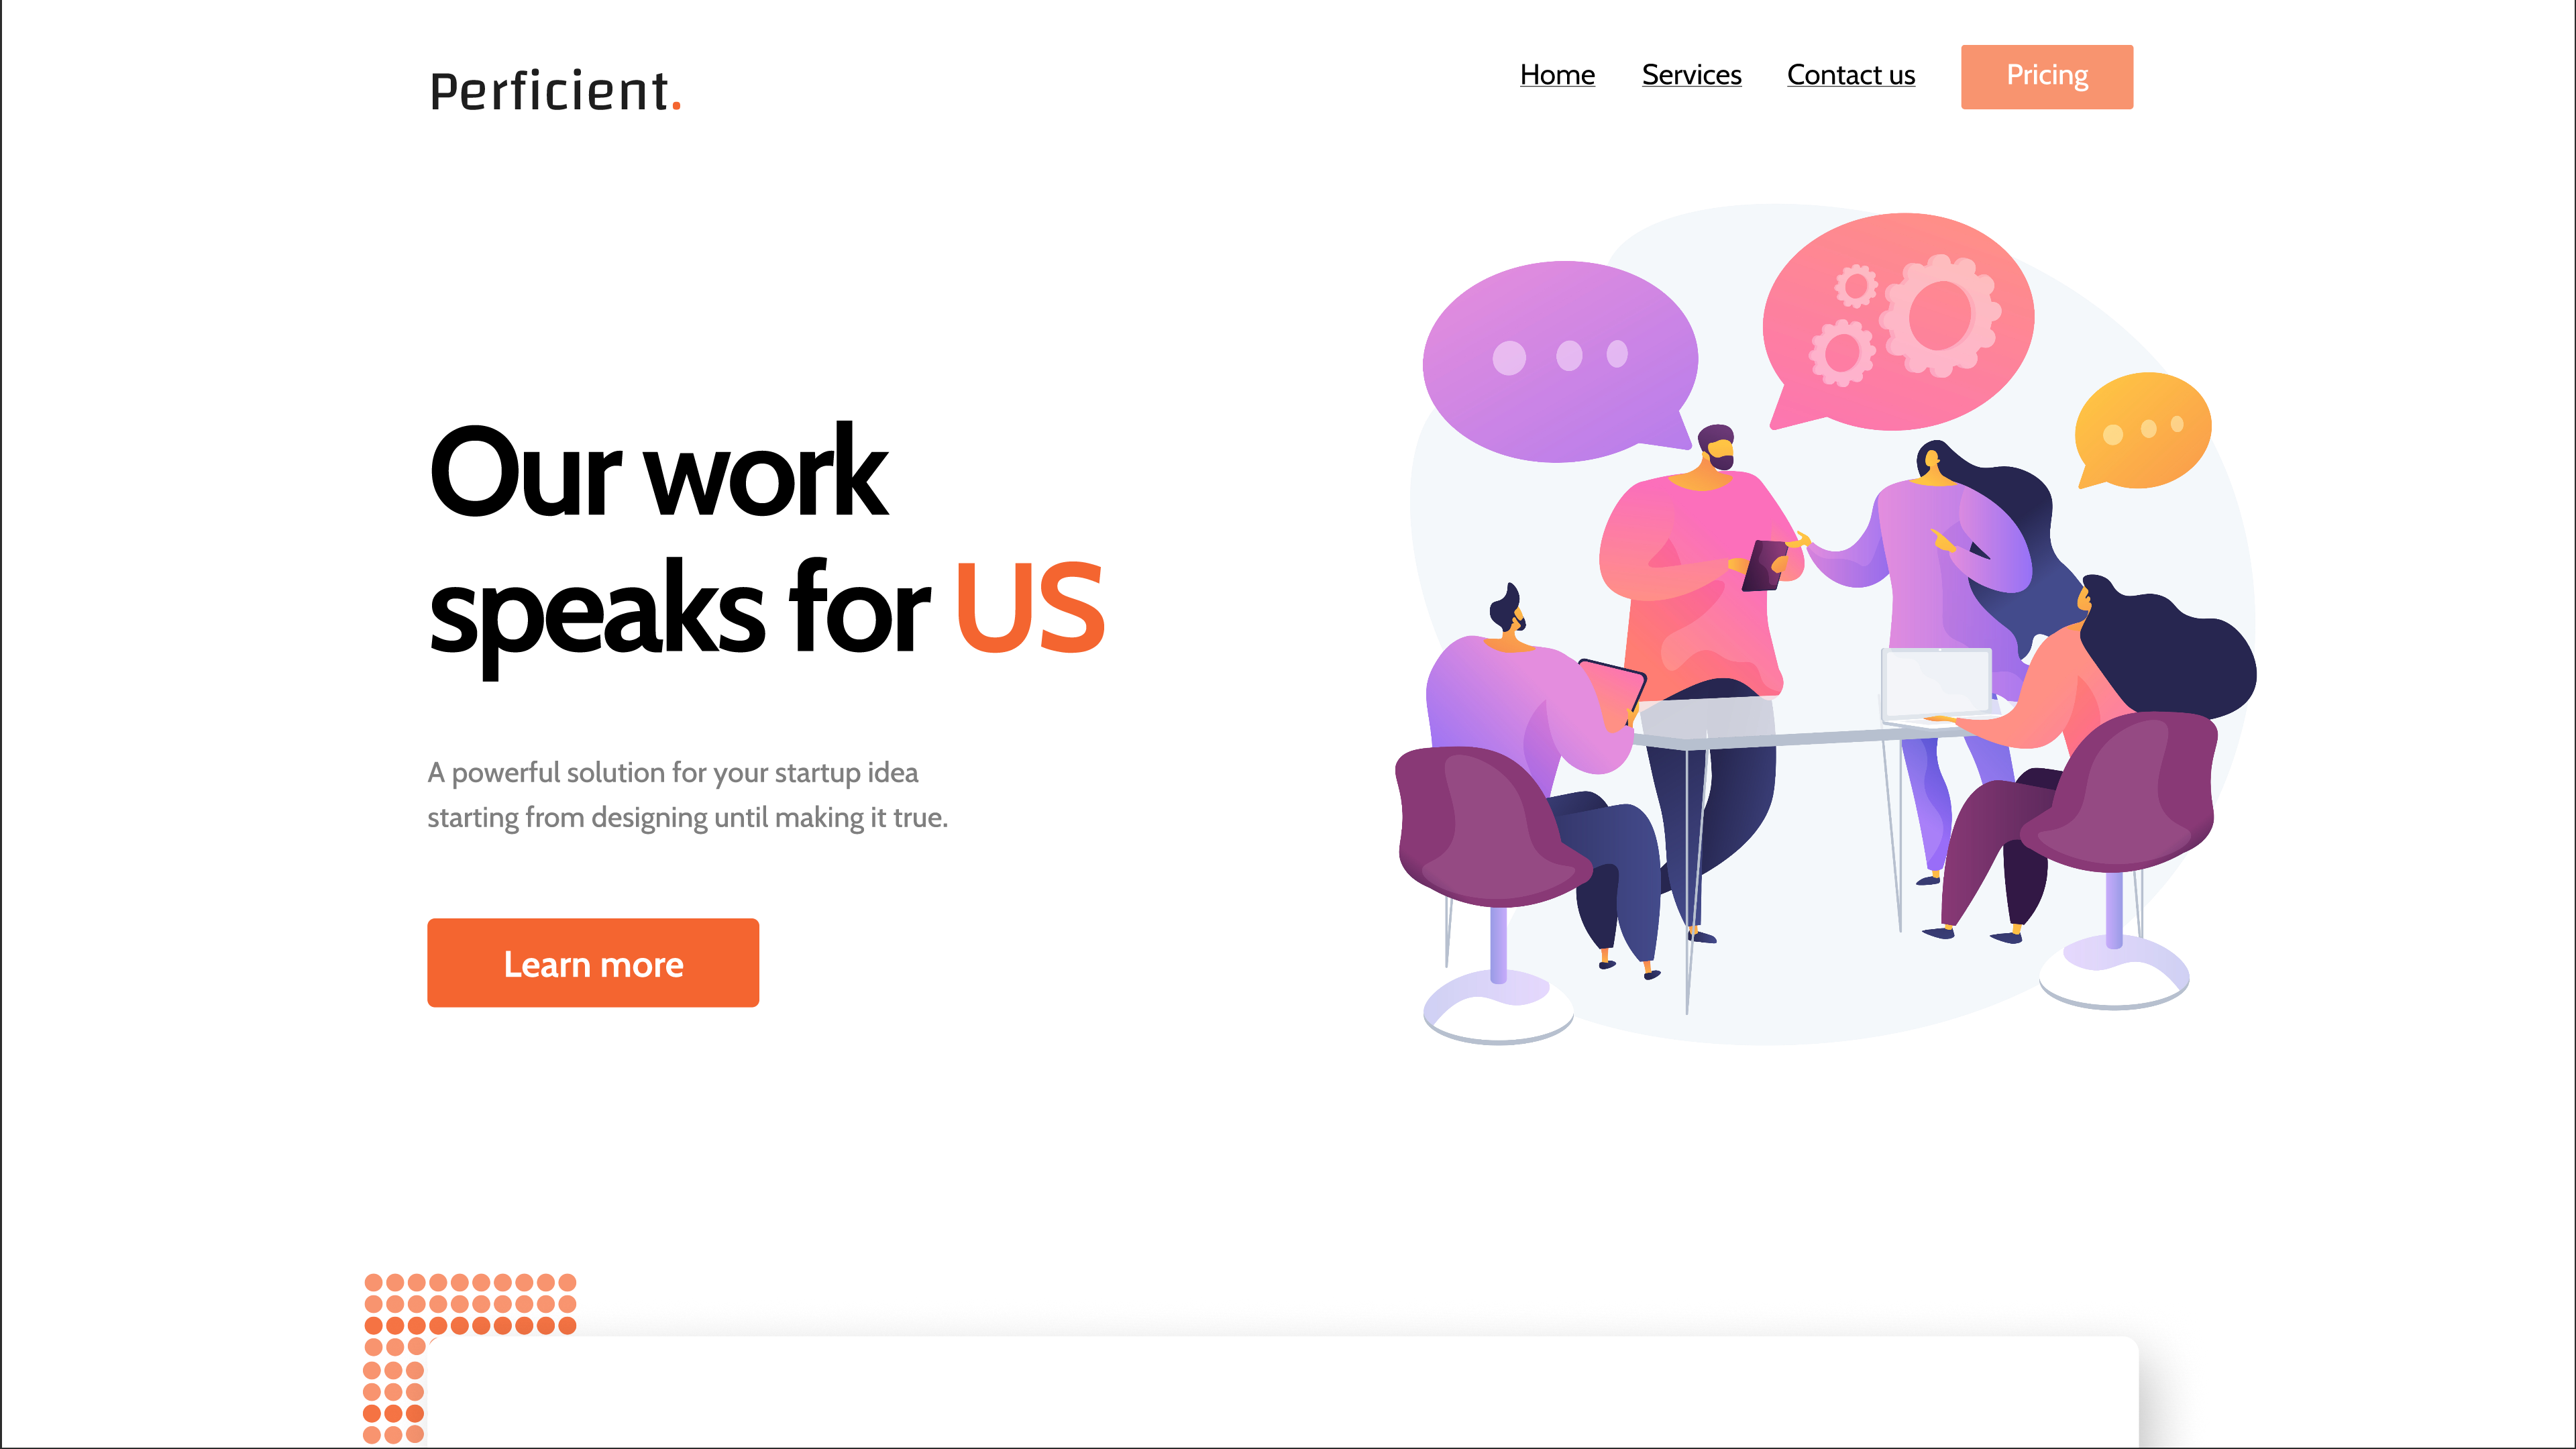 Perficient.
Home Services Contact us Pricing
Our work
speaks for US
A powerful solution for your startup idea
starting from designing until making it true.
Learn more